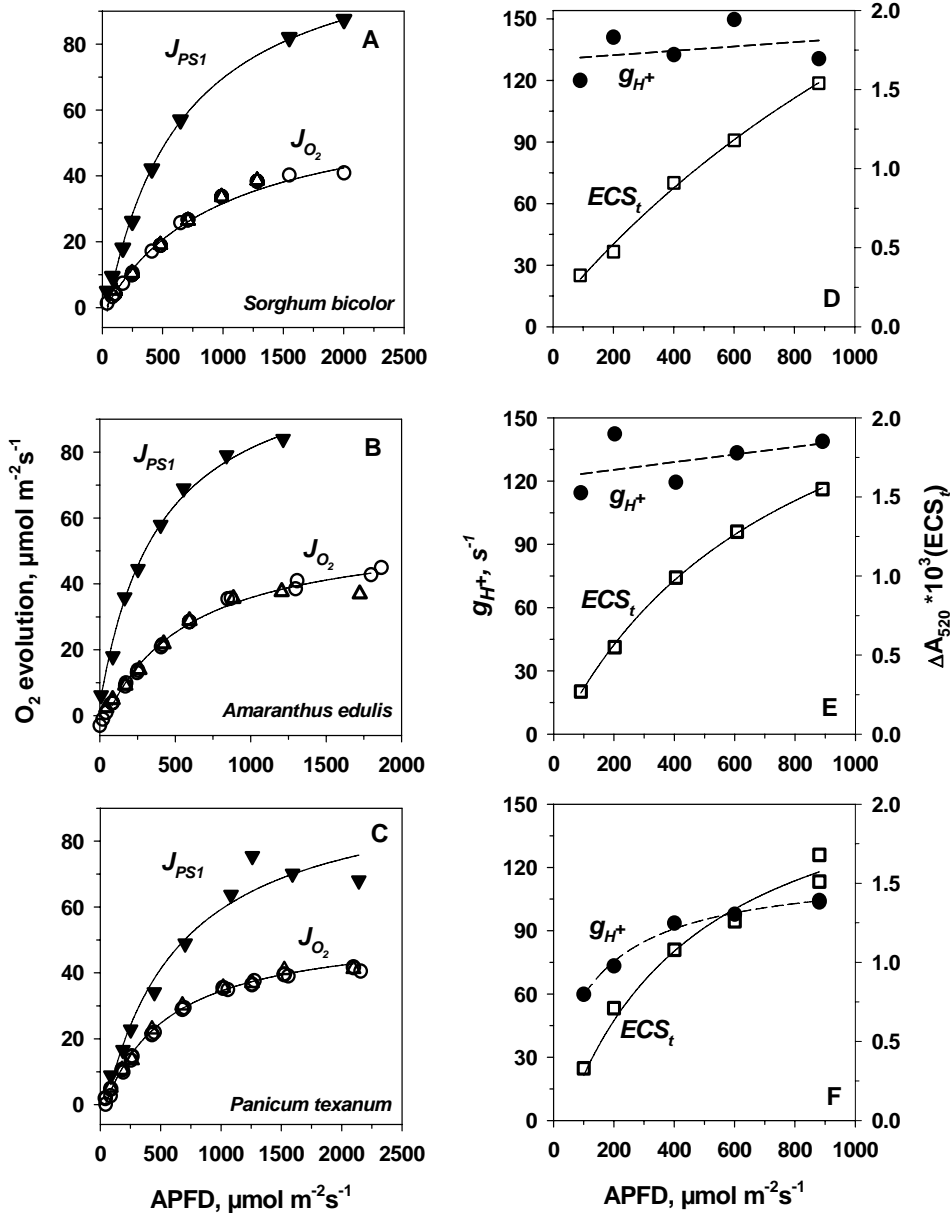 A
J_PS1
J_O2
Sorghum bicolor
80
60
40
20
0
0 500 1000 1500 2000 2500
D
g_H+
ECS_t
150
120
90
60
30
0
2.0
1.5
1.0
0.5
0.0
0 200 400 600 800 1000
B
J_PS1
J_O2
Amaranthus edulis
80
60
40
20
0
0 500 1000 1500 2000
E
g_H+
ECS_t
150
120
90
60
30
0
2.0
1.5
1.0
0.5
0.0
0 200 400 600 800 1000
C
J_PS1
J_O2
Panicum texanum
80
60
40
20
0
0 500 1000 1500 2000 2500
F
g_H+
ECS_t
150
120
90
60
30
0
2.0
1.5
1.0
0.5
0.0
0 200 400 600 800 1000
O₂ evolution, µmol m⁻²s⁻¹
g_H+, s⁻¹
ΔA₅₂₀ *10³(ECS_t)
APFD, µmol m⁻²s⁻¹
APFD, µmol m⁻²s⁻¹